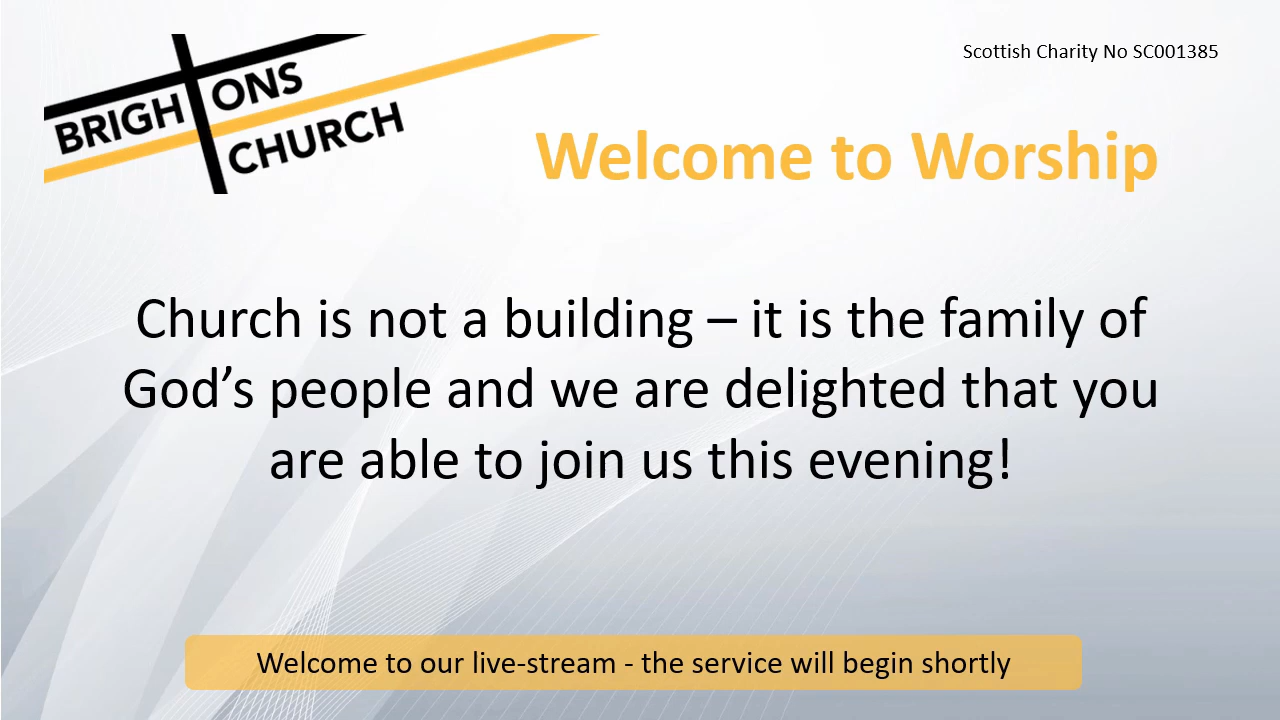 Scottish Charity No SC001385
BRIGHTONS
CHURCH
Welcome to Worship
Church is not a building – it is the family of
God’s people and we are delighted that you
are able to join us this evening!
Welcome to our live-stream - the service will begin shortly